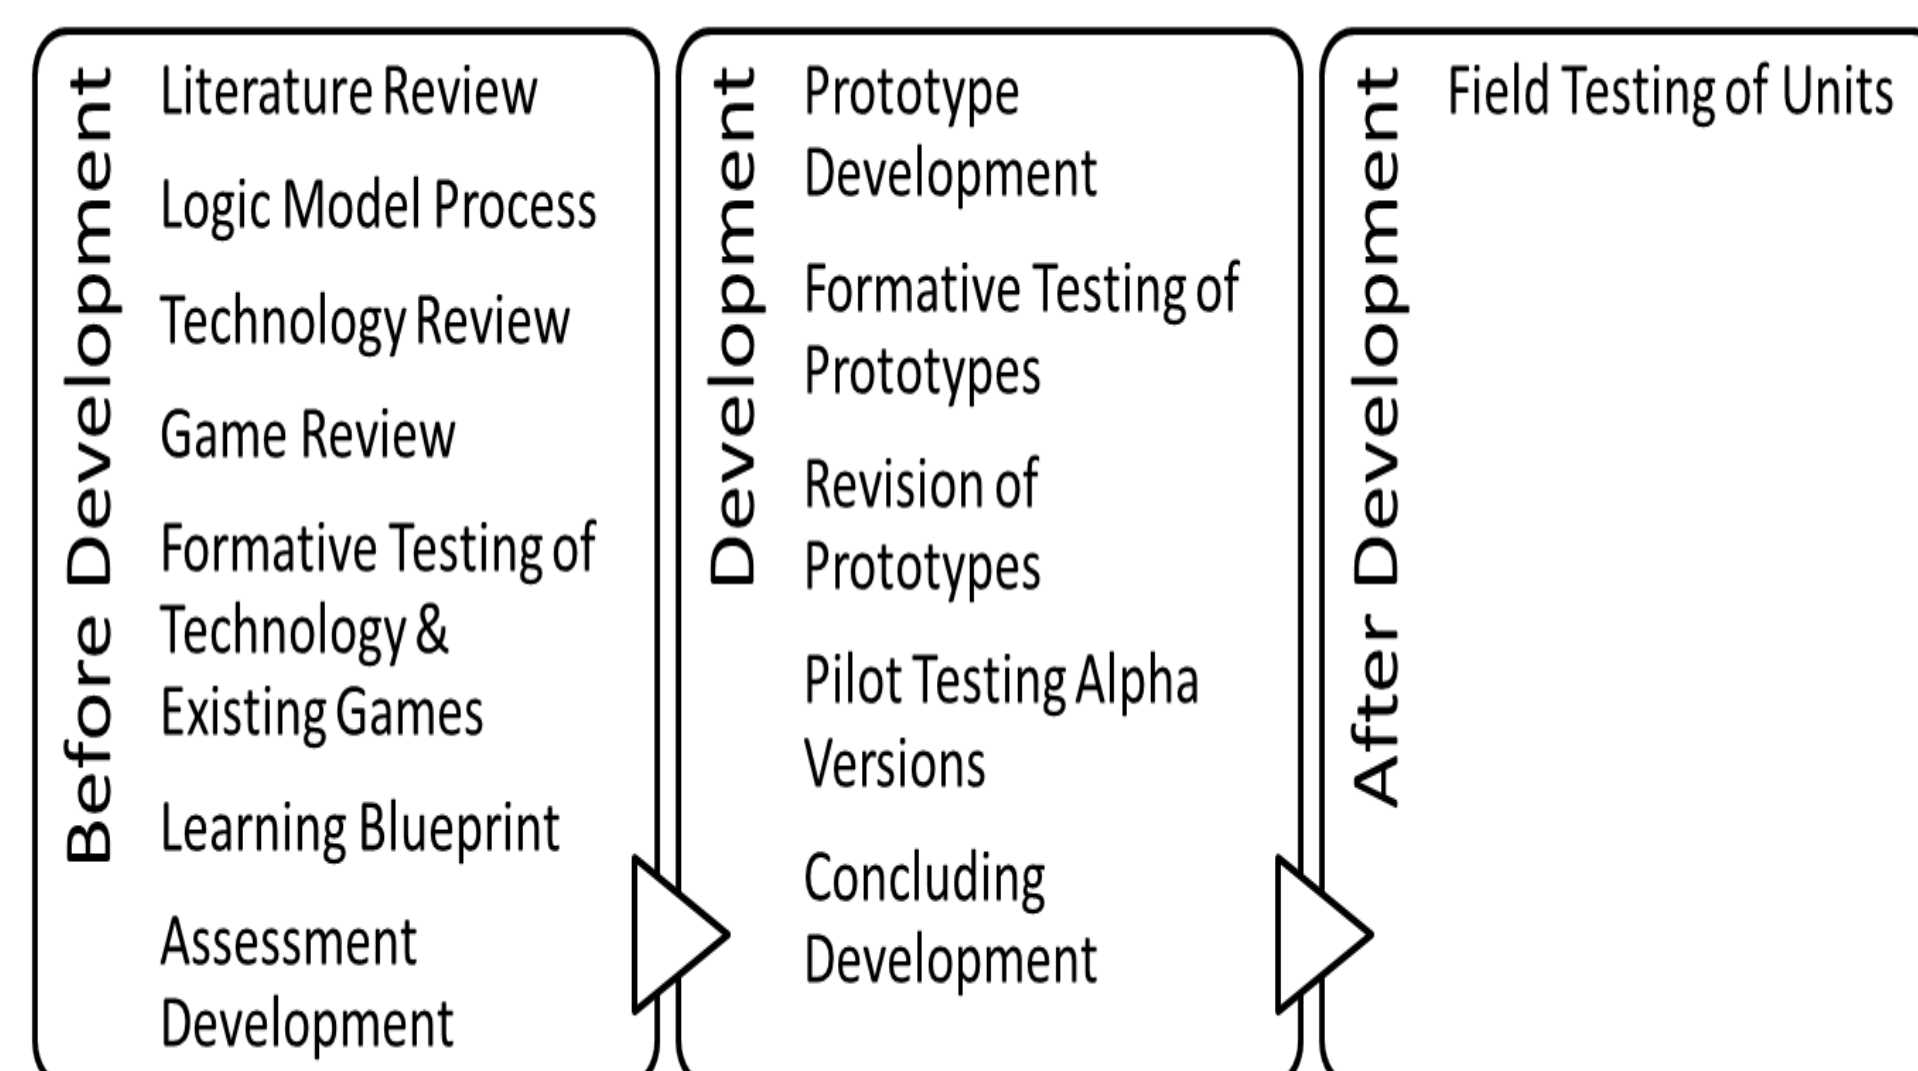 Before Development
Literature Review
Logic Model Process
Technology Review
Game Review
Formative Testing of
Technology &
Existing Games
Learning Blueprint
Assessment
Development
Development
Prototype
Development
Formative Testing of
Prototypes
Revision of
Prototypes
Pilot Testing Alpha
Versions
Concluding
Development
After Development
Field Testing of Units